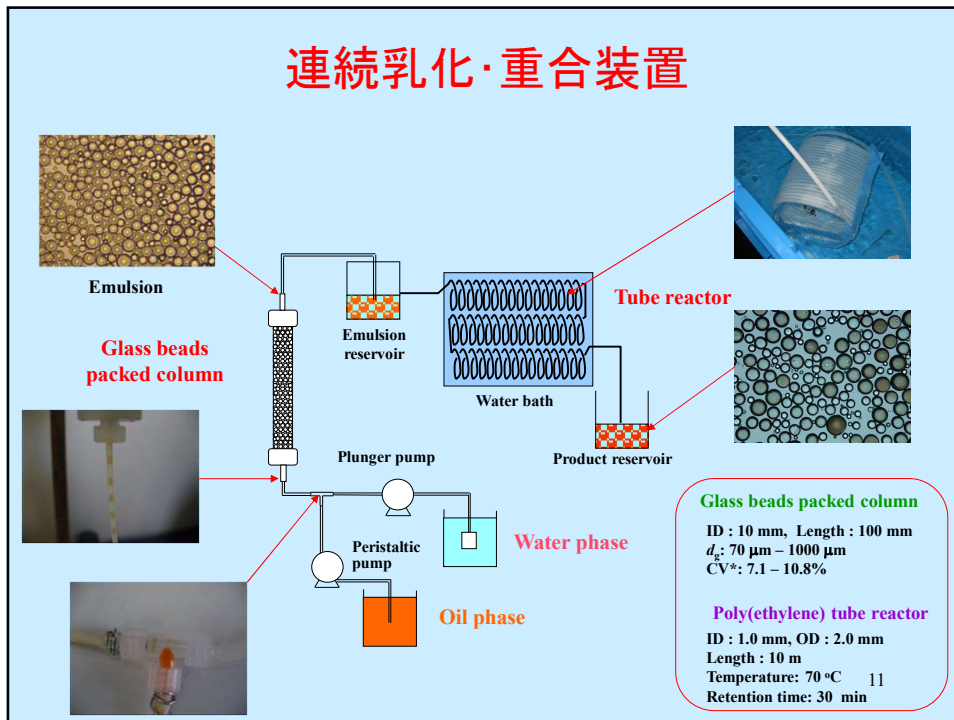 連続乳化・重合装置
Emulsion
Glass beads
packed column
Emulsion
reservoir
Tube reactor
Water bath
Product reservoir
Plunger pump
Water phase
Peristaltic
pump
Oil phase
Glass beads packed column
ID : 10 mm, Length : 100 mm
dg: 70 μm – 1000 μm
CV*: 7.1 – 10.8%
Poly(ethylene) tube reactor
ID : 1.0 mm, OD : 2.0 mm
Length : 10 m
Temperature: 70 °C
Retention time: 30 min
11